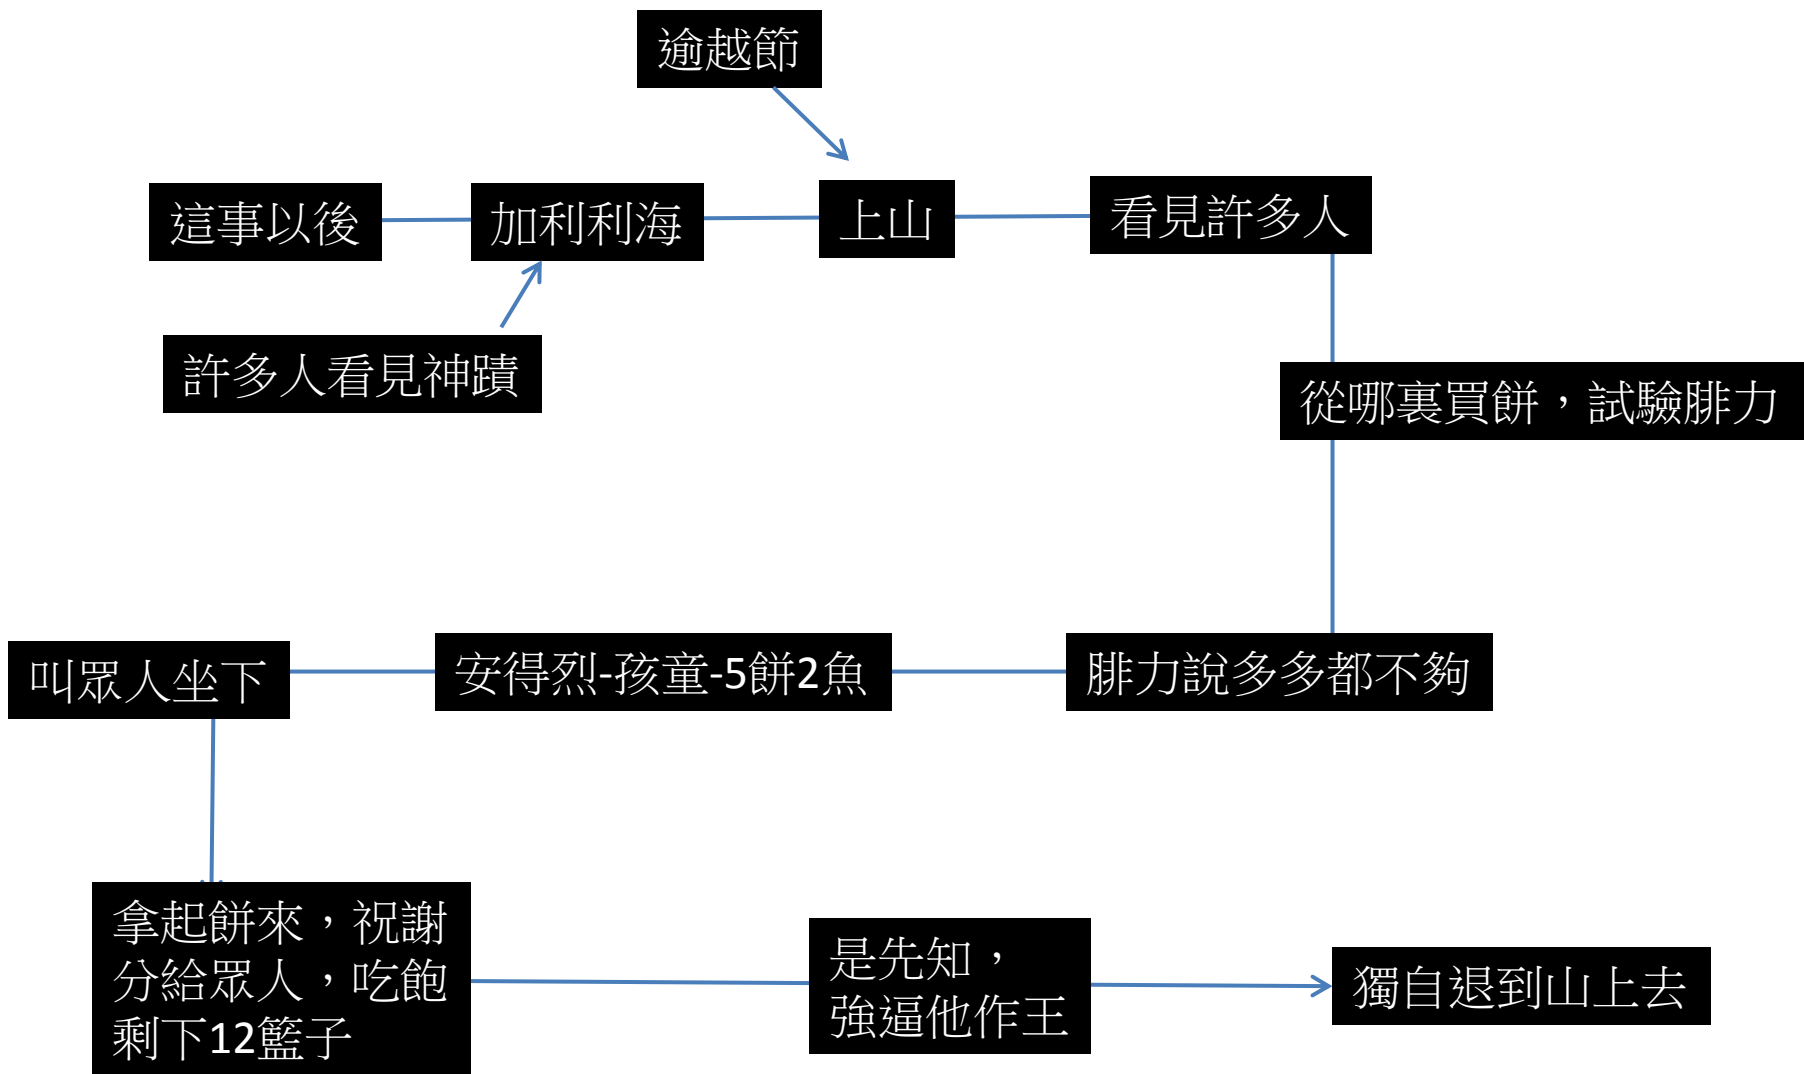 逾越節
這事以後
加利利海
上山
看見許多人
許多人看見神蹟
從哪裏買餅，試驗腓力
叫眾人坐下
安得烈-孩童-5餅2魚
腓力說多多都不夠
拿起餅來，祝謝
分給眾人，吃飽
剩下12籃子
是先知，
強逼他作王
獨自退到山上去